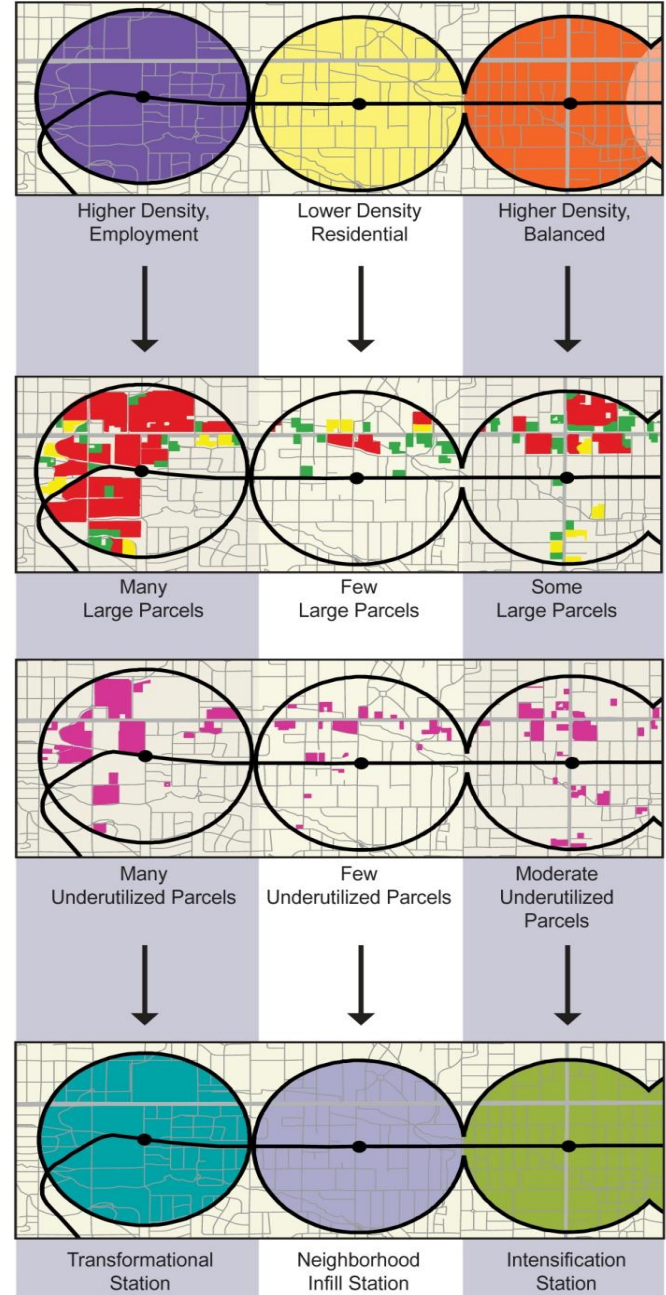 Higher Density,
Employment
Lower Density
Residential
Higher Density,
Balanced
Many
Large Parcels
Few
Large Parcels
Some
Large Parcels
Many
Underutilized Parcels
Few
Underutilized Parcels
Moderate
Underutilized
Parcels
Transformational
Station
Neighborhood
Infill Station
Intensification
Station